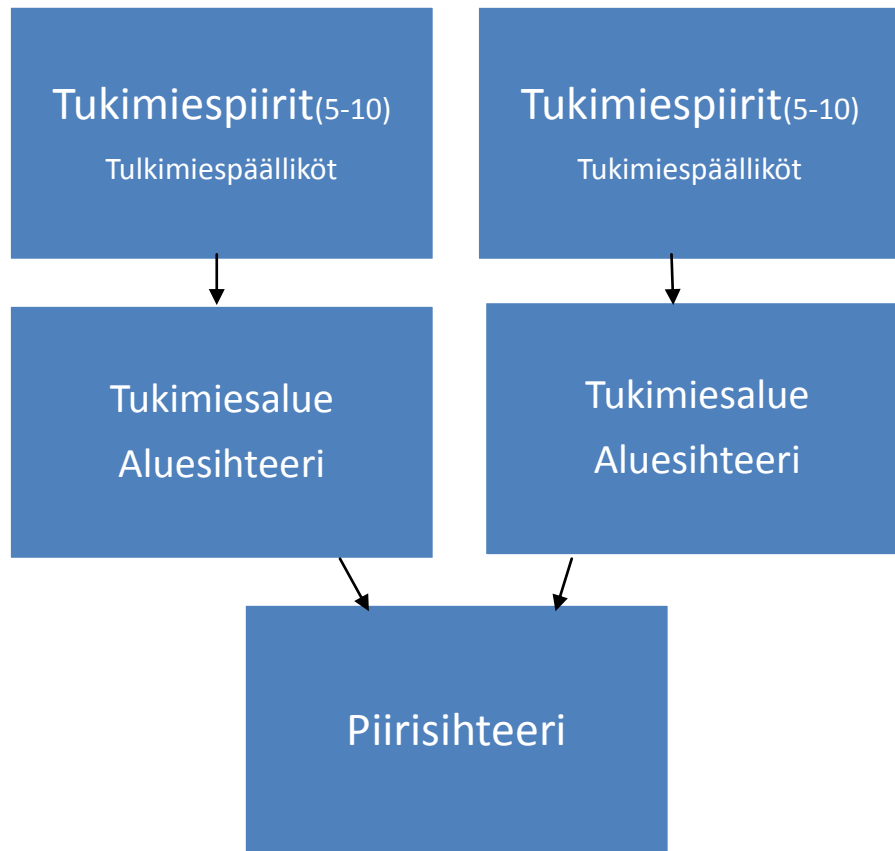 Tukimiespiirit(5-10)
Tulkimiespäälliköt
Tukimiespiirit(5-10)
Tukimiespäälliköt
Tukimiesalue
Aluesihteeri
Tukimiesalue
Aluesihteeri
Piirisihteeri